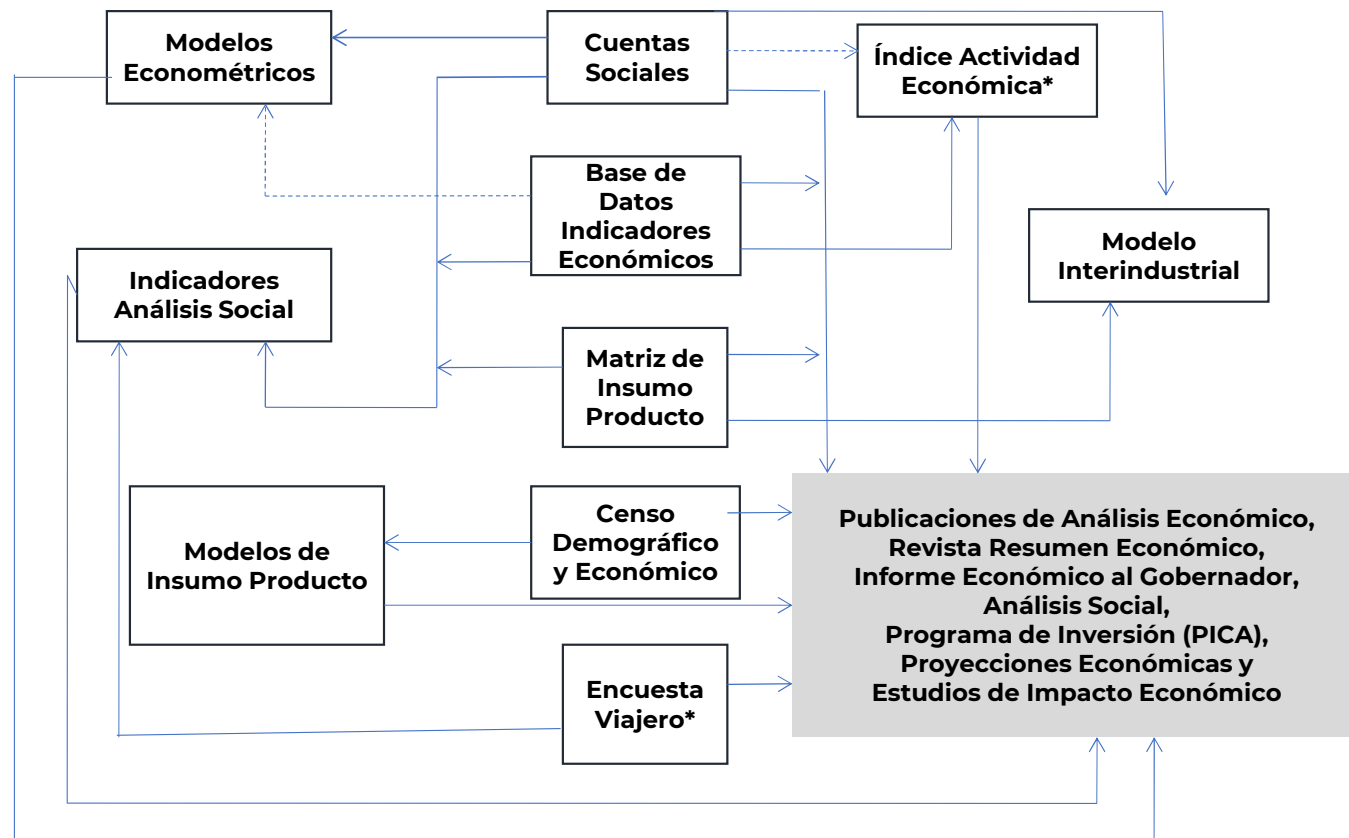 Modelos
Econométricos
Cuentas
Sociales
Índice Actividad
Económica*
Base de
Datos
Indicadores
Económicos
Modelo
Interindustrial
Indicadores
Análisis Social
Matriz de
Insumo
Producto
Modelos de
Insumo Producto
Censo
Demográfico
y Económico
Publicaciones de Análisis Económico,
Revista Resumen Económico,
Informe Económico al Gobernador,
Análisis Social,
Programa de Inversión (PICA),
Proyecciones Económicas y
Estudios de Impacto Económico
Encuesta
Viajero*